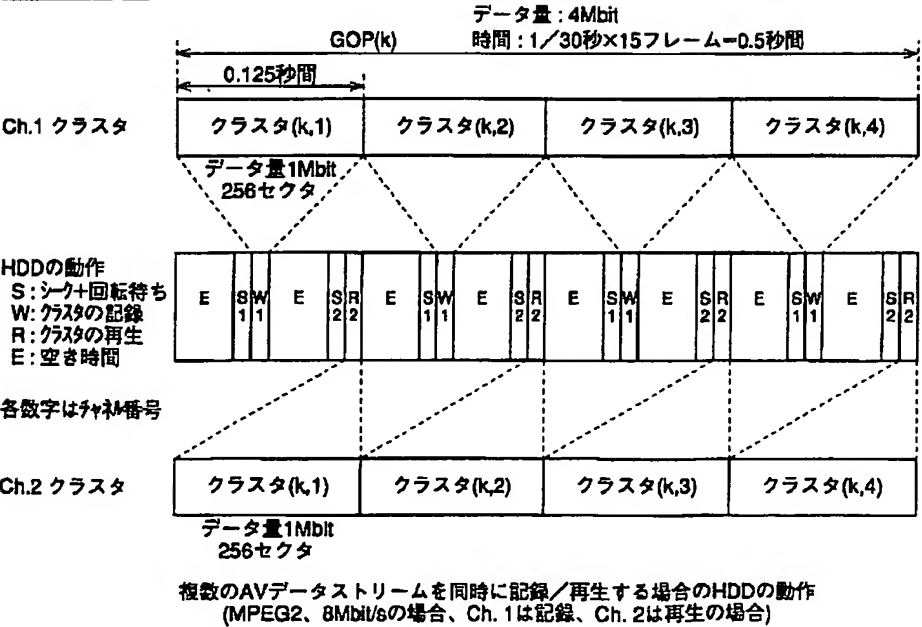 データ量：4Mbit
GOP(k)
時間：1／30秒×15フレーム=0.5秒間
0.125秒間
Ch.1 クラスタ
クラスタ(k,1)
クラスタ(k,2)
クラスタ(k,3)
クラスタ(k,4)
データ量1Mbit
256セクタ
HDDの動作
S：シーク+回転待ち
W：クラスタの記録
R：クラスタの再生
E：空き時間
E S1 W1 E S2 R2 E S1 W1 E S2 R2 E S1 W1 E S2 R2 E S1 W1 E S2 R2
各数字はチャネル番号
Ch.2 クラスタ
クラスタ(k,1)
クラスタ(k,2)
クラスタ(k,3)
クラスタ(k,4)
データ量1Mbit
256セクタ
複数のAVデータストリームを同時に記録／再生する場合のHDDの動作
(MPEG2、8Mbit/sの場合、Ch. 1は記録、Ch. 2は再生の場合)